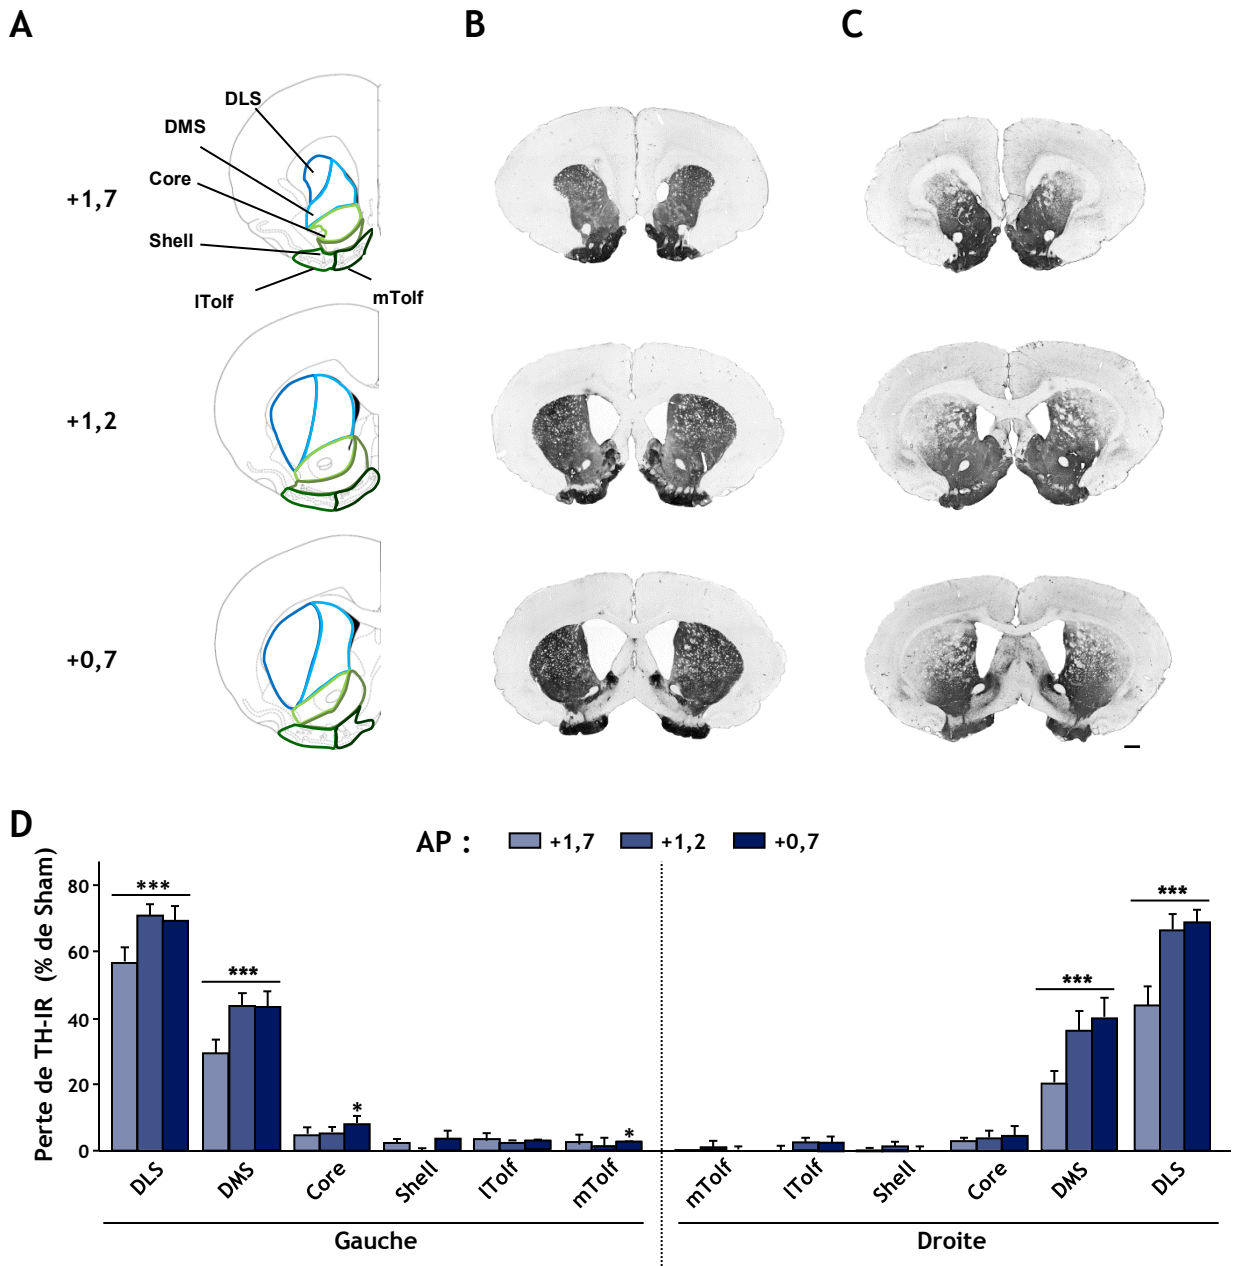 A
B
C
DLS
DMS
Core
Shell
lTolf
mTolf
+1,7
+1,2
+0,7
D
AP : +1,7 +1,2 +0,7
Perte de TH-IR (% de Sham)
80
60
40
20
0
*** *** * * *** ***
DLS DMS Core Shell lTolf mTolf mTolf lTolf Shell Core DMS DLS
Gauche Droite